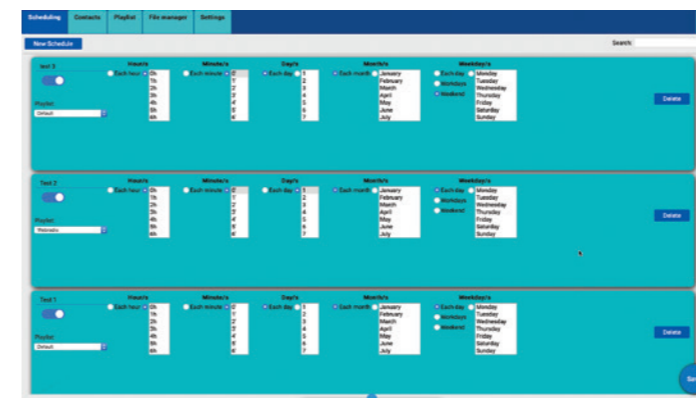 Scheduling Contacts Playlist File manager Settings
New Schedule Search:
test 3 Hour/s Minute/s Day/s Month/s Weekday/s
Each hour 0h Each minute 0' Each day 1 Each month January Each day Monday
1h 1' 2 February Workdays Tuesday
2h 2' 3 March Weekend Wednesday
3h 3' 4 April Thursday
4h 4' 5 May Friday
5h 5' 6 June Saturday
6h 6' 7 July Sunday
Playlist:
Default
Delete
Test 2 Hour/s Minute/s Day/s Month/s Weekday/s
Each hour 0h Each minute 0' Each day 1 Each month January Each day Monday
1h 1' 2 February Workdays Tuesday
2h 2' 3 March Weekend Wednesday
3h 3' 4 April Thursday
4h 4' 5 May Friday
5h 5' 6 June Saturday
6h 6' 7 July Sunday
Playlist:
Delete
Test 1 Hour/s Minute/s Day/s Month/s Weekday/s
Each hour 0h Each minute 0' Each day 1 Each month January Each day Monday
1h 1' 2 February Workdays Tuesday
2h 2' 3 March Weekend Wednesday
3h 3' 4 April Thursday
4h 4' 5 May Friday
5h 5' 6 June Saturday
6h 6' 7 July Sunday
Playlist:
Default
Delete